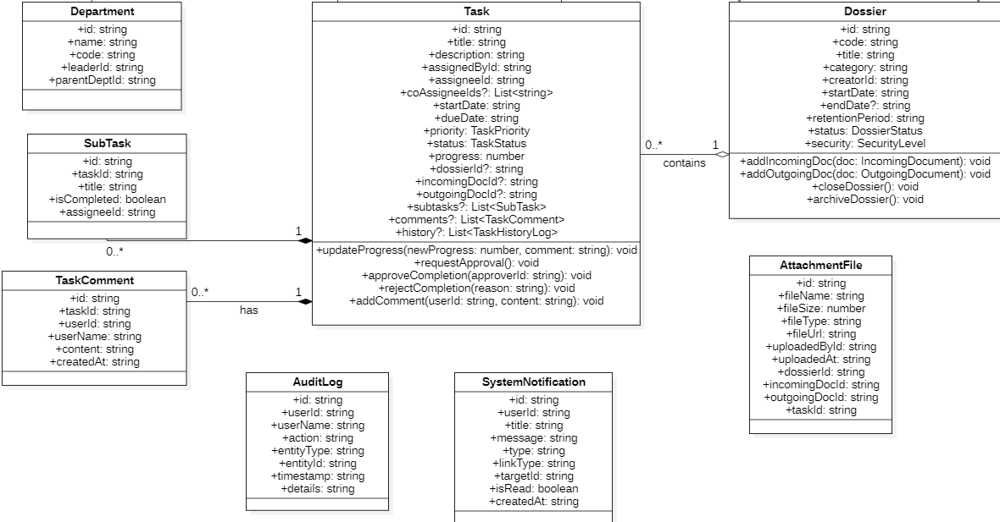 Department
+id: string
+name: string
+code: string
+leaderId: string
+parentDeptId: string
Task
+id: string
+title: string
+description: string
+assignedById: string
+assigneeId: string
+coAssigneeIds?: List<string>
+startDate: string
+dueDate: string
+priority: TaskPriority
+status: TaskStatus
+progress: number
+dossierId?: string
+incomingDocId?: string
+outgoingDocId?: string
+subtasks?: List<SubTask>
+comments?: List<TaskComment>
+history?: List<TaskHistoryLog>
+updateProgress(newProgress: number, comment: string): void
+requestApproval(): void
+approveCompletion(approverId: string): void
+rejectCompletion(reason: string): void
+addComment(userId: string, content: string): void
0..*
1
contains
Dossier
+id: string
+code: string
+title: string
+category: string
+creatorId: string
+startDate: string
+endDate?: string
+retentionPeriod: string
+status: DossierStatus
+security: SecurityLevel
+addIncomingDoc(doc: IncomingDocument): void
+addOutgoingDoc(doc: OutgoingDocument): void
+closeDossier(): void
+archiveDossier(): void
SubTask
+id: string
+taskId: string
+title: string
+isCompleted: boolean
+assigneeId: string
1
0..*
TaskComment
+id: string
+taskId: string
+userId: string
+userName: string
+content: string
+createdAt: string
0..*
1
has
AttachmentFile
+id: string
+fileName: string
+fileSize: number
+fileType: string
+fileUrl: string
+uploadedById: string
+uploadedAt: string
+dossierId: string
+incomingDocId: string
+outgoingDocId: string
+taskId: string
AuditLog
+id: string
+userId: string
+userName: string
+action: string
+entityType: string
+entityId: string
+timestamp: string
+details: string
SystemNotification
+id: string
+userId: string
+title: string
+message: string
+type: string
+linkType: string
+targetId: string
+isRead: boolean
+createdAt: string